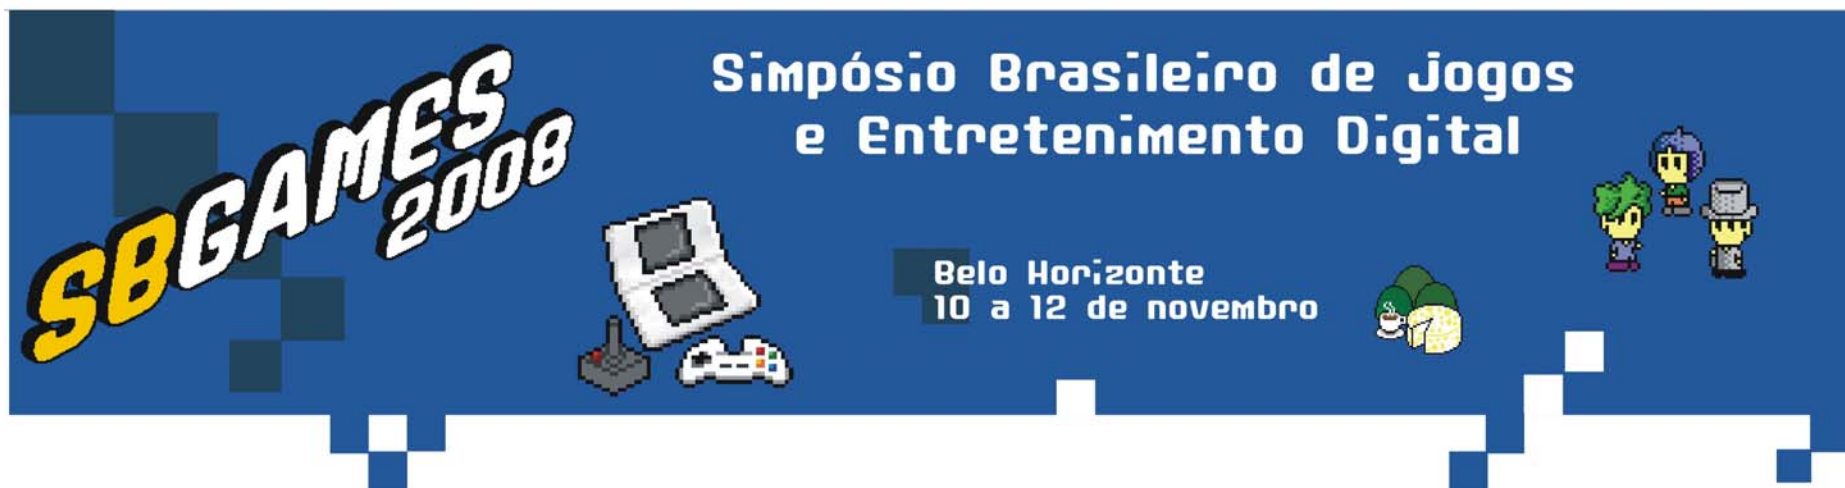 SBGAMES
2008
Simpósio Brasileiro de Jogos
e Entretenimento Digital
Belo Horizonte
10 a 12 de novembro